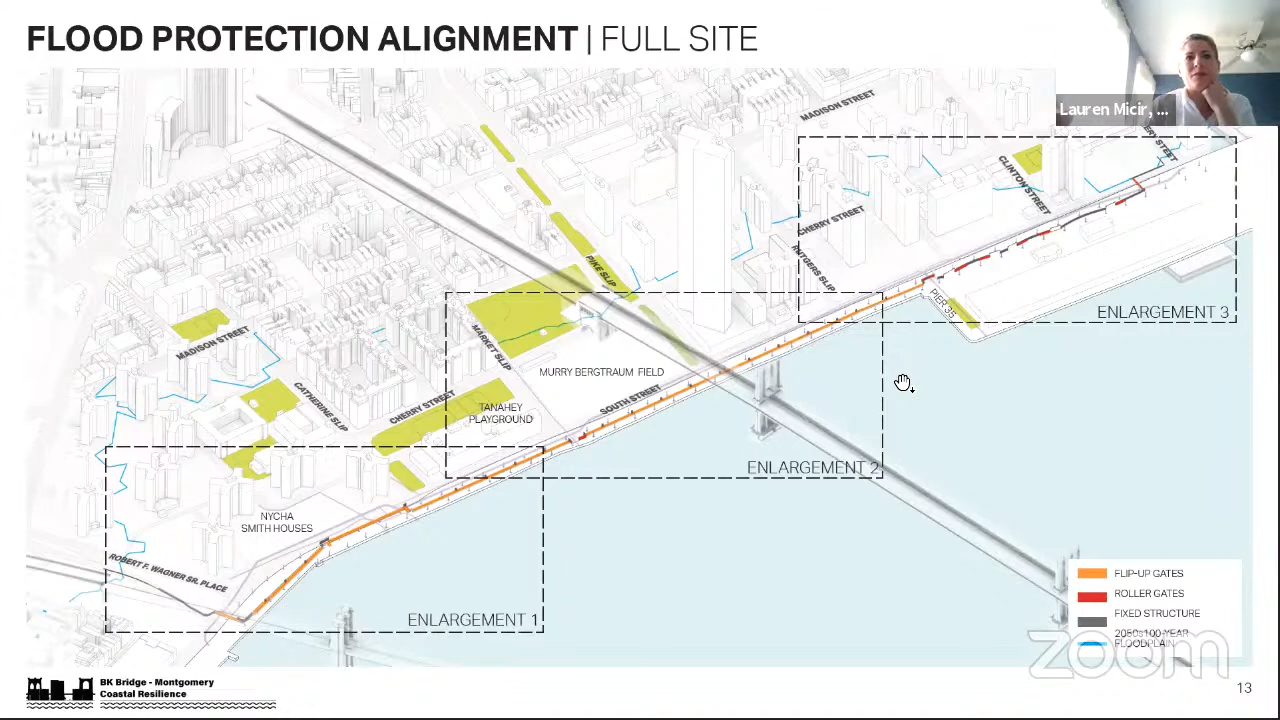 FLOOD PROTECTION ALIGNMENT | FULL SITE
Lauren Micir, ...
MADISON STREET
CLINTON STREET
CHERRY STREET
RUTGERS SLIP
PIKE SLIP
PIER 35
ENLARGEMENT 3
MADISON STREET
MARKET SLIP
MURRY BERGTRAUM FIELD
SOUTH STREET
CATHERINE SLIP
CHERRY STREET
TANAHEY
PLAYGROUND
ENLARGEMENT 2
NYCHA
SMITH HOUSES
ROBERT F. WAGNER SR. PLACE
ENLARGEMENT 1
FLIP-UP GATES
ROLLER GATES
FIXED STRUCTURE
2050s100-YEAR
FLOODPLAIN
zoom
BK Bridge - Montgomery
Coastal Resilience
13